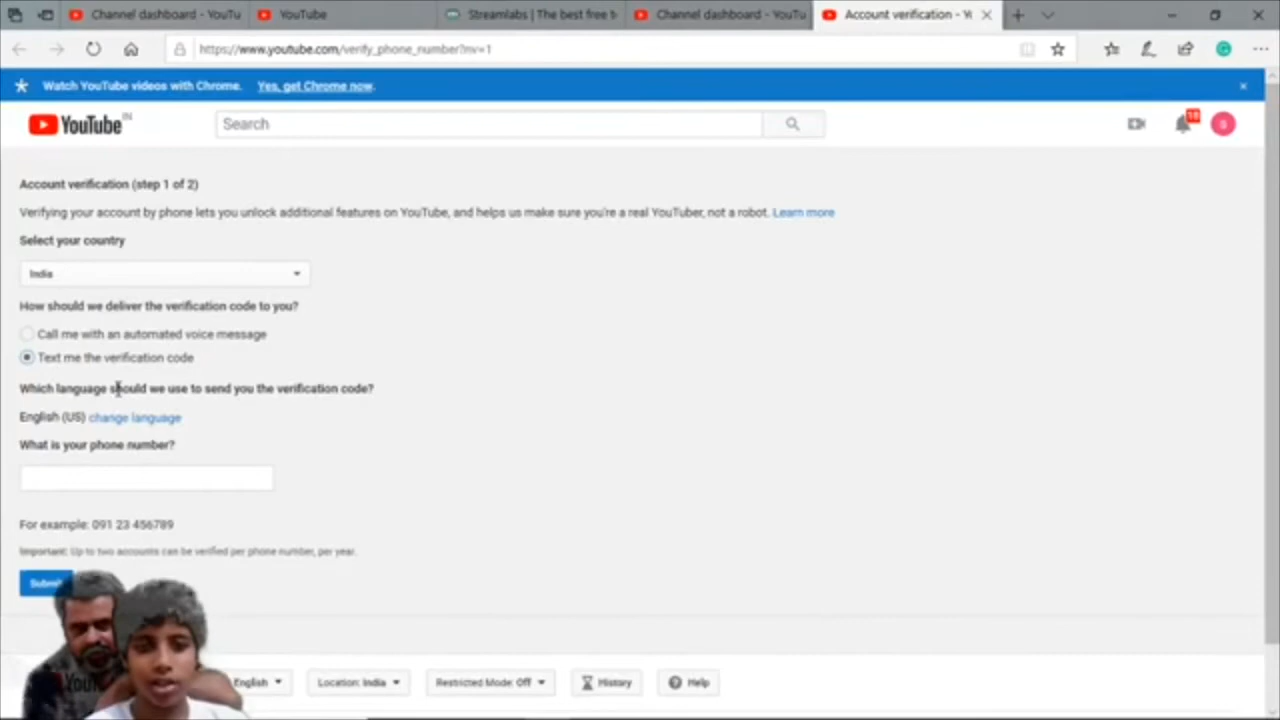 Channel dashboard - YouTu
YouTube
Streamlabs | The best free t
Channel dashboard - YouTu
Account verification - Y
https://www.youtube.com/verify_phone_number?nv=1
Watch YouTube videos with Chrome. Yes, get Chrome now.
YouTube IN
Search
Account verification (step 1 of 2)
Verifying your account by phone lets you unlock additional features on YouTube, and helps us make sure you're a real YouTuber, not a robot. Learn more
Select your country
India
How should we deliver the verification code to you?
Call me with an automated voice message
Text me the verification code
Which language should we use to send you the verification code?
English (US) change language
What is your phone number?
For example: 091 23 456789
Important: Up to two accounts can be verified per phone number, per year.
Submit
English
Location: India
Restricted Mode: Off
History
Help